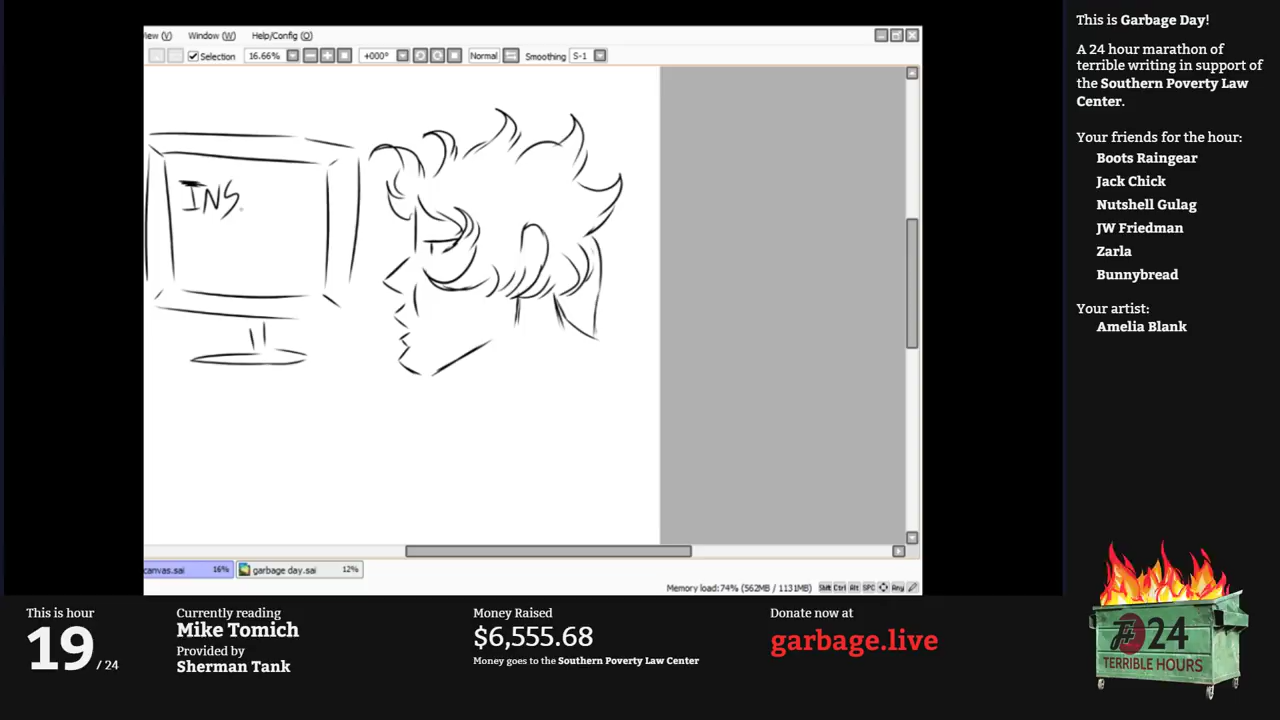 iew (V) Window (W) Help/Config (O)
Selection 16.66% +000° Normal Smoothing S-1
INS
canvas.sai 16% garbage day.sai 12%
Memory load:74% (562MB / 1131MB) Shift Ctrl Alt SPC Any
This is Garbage Day!
A 24 hour marathon of
terrible writing in support of
the Southern Poverty Law
Center.
Your friends for the hour:
Boots Raingear
Jack Chick
Nutshell Gulag
JW Friedman
Zarla
Bunnybread
Your artist:
Amelia Blank
This is hour
19 / 24
Currently reading
Mike Tomich
Provided by
Sherman Tank
Money Raised
$6,555.68
Money goes to the Southern Poverty Law Center
Donate now at
garbage.live
24
TERRIBLE HOURS